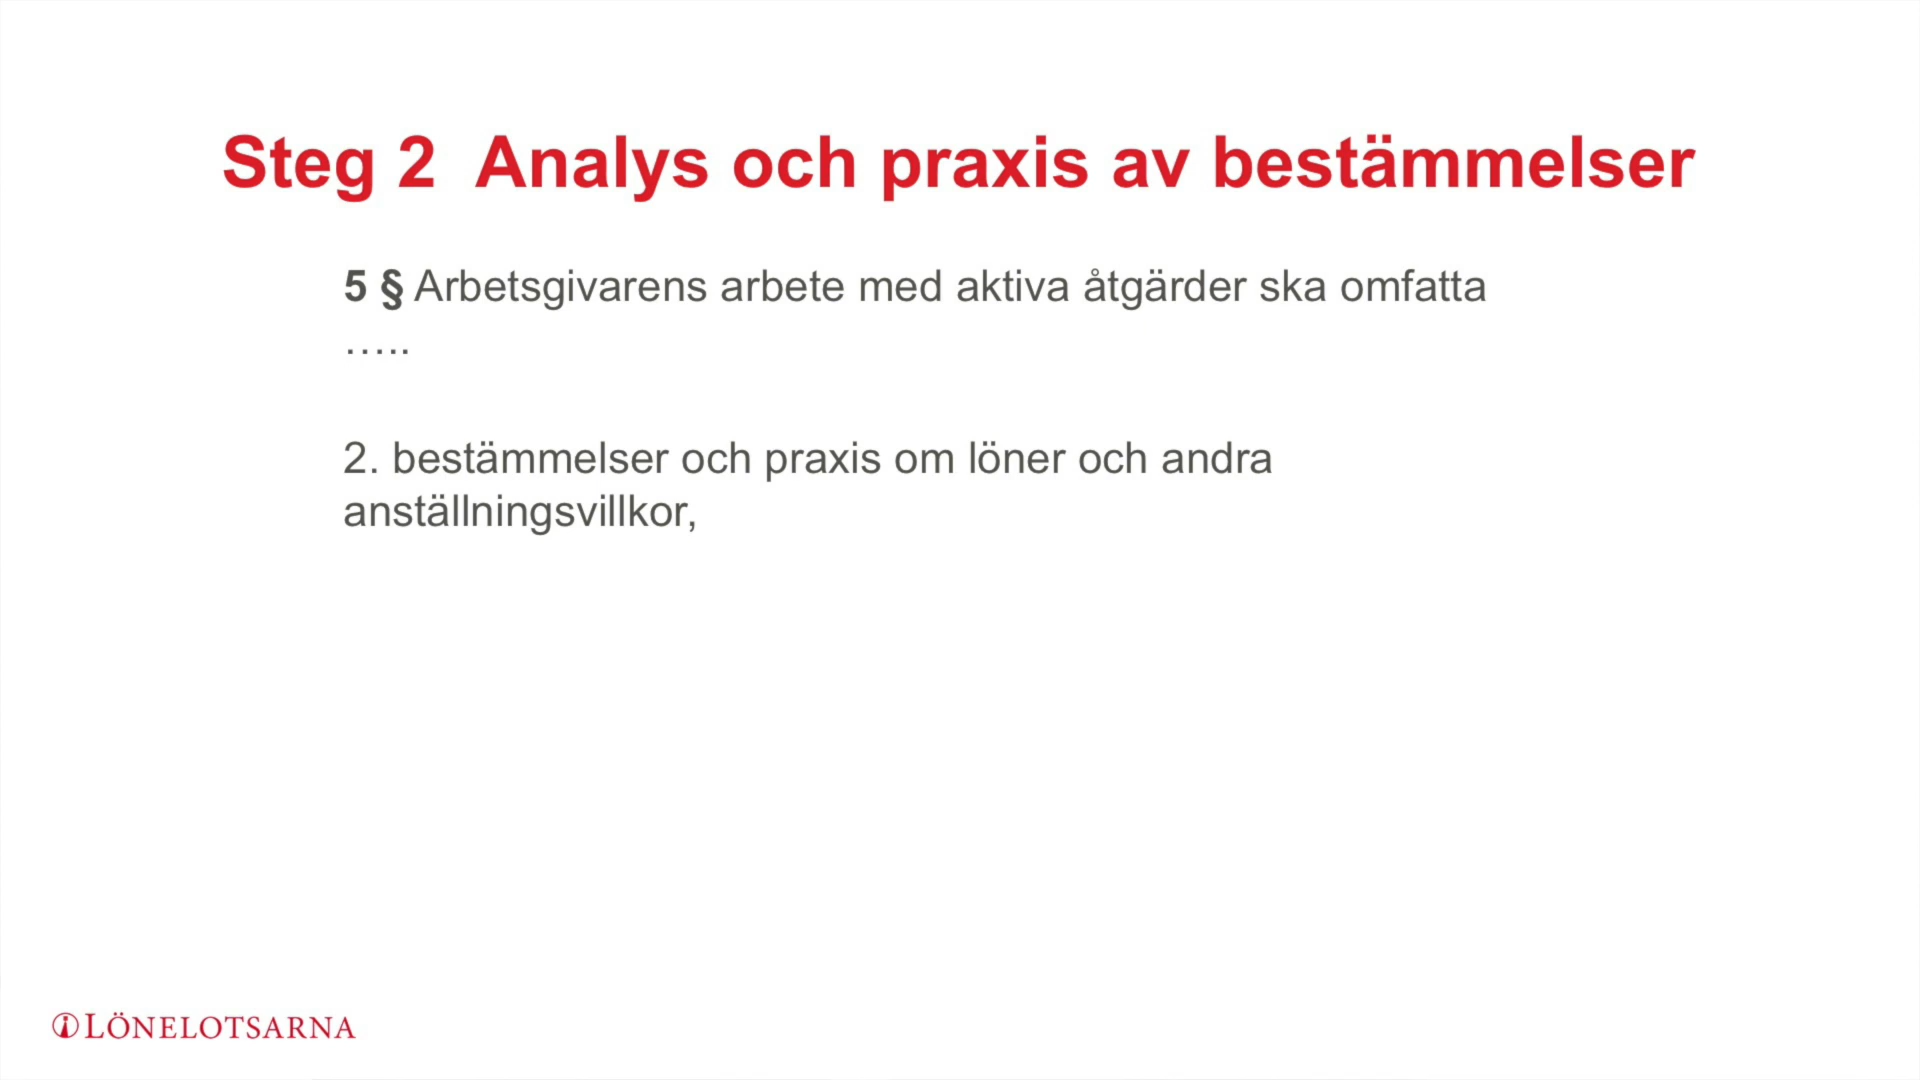 Steg 2 Analys och praxis av bestämmelser
5 § Arbetsgivarens arbete med aktiva åtgärder ska omfatta
…..
2. bestämmelser och praxis om löner och andra
anställningsvillkor,
LÖNELOTSARNA